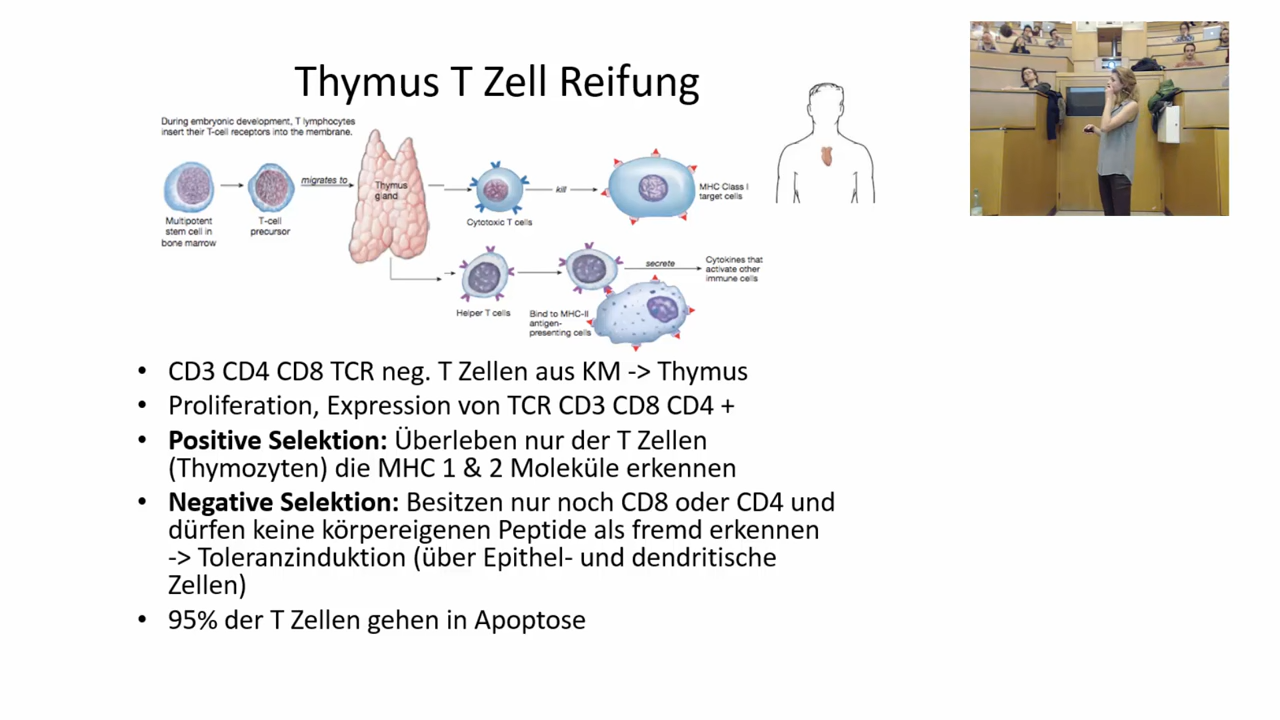 Thymus T Zell Reifung
During embryonic development, T lymphocytes
insert their T-cell receptors into the membrane.
Multipotent
stem cell in
bone marrow
T-cell
precursor
migrates to
Thymus
gland
Cytotoxic T cells
kill
MHC Class I
target cells
Helper T cells
Bind to MHC-II
antigen-
presenting cells
secrete
Cytokines that
activate other
immune cells
• CD3 CD4 CD8 TCR neg. T Zellen aus KM -> Thymus
• Proliferation, Expression von TCR CD3 CD8 CD4 +
• Positive Selektion: Überleben nur der T Zellen
(Thymozyten) die MHC 1 & 2 Moleküle erkennen
• Negative Selektion: Besitzen nur noch CD8 oder CD4 und
dürfen keine körpereigenen Peptide als fremd erkennen
-> Toleranzinduktion (über Epithel- und dendritische
Zellen)
• 95% der T Zellen gehen in Apoptose